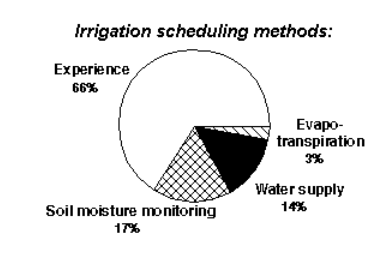 Irrigation scheduling methods:
Experience
66%
Evapo-
transpiration
3%
Water supply
14%
Soil moisture monitoring
17%